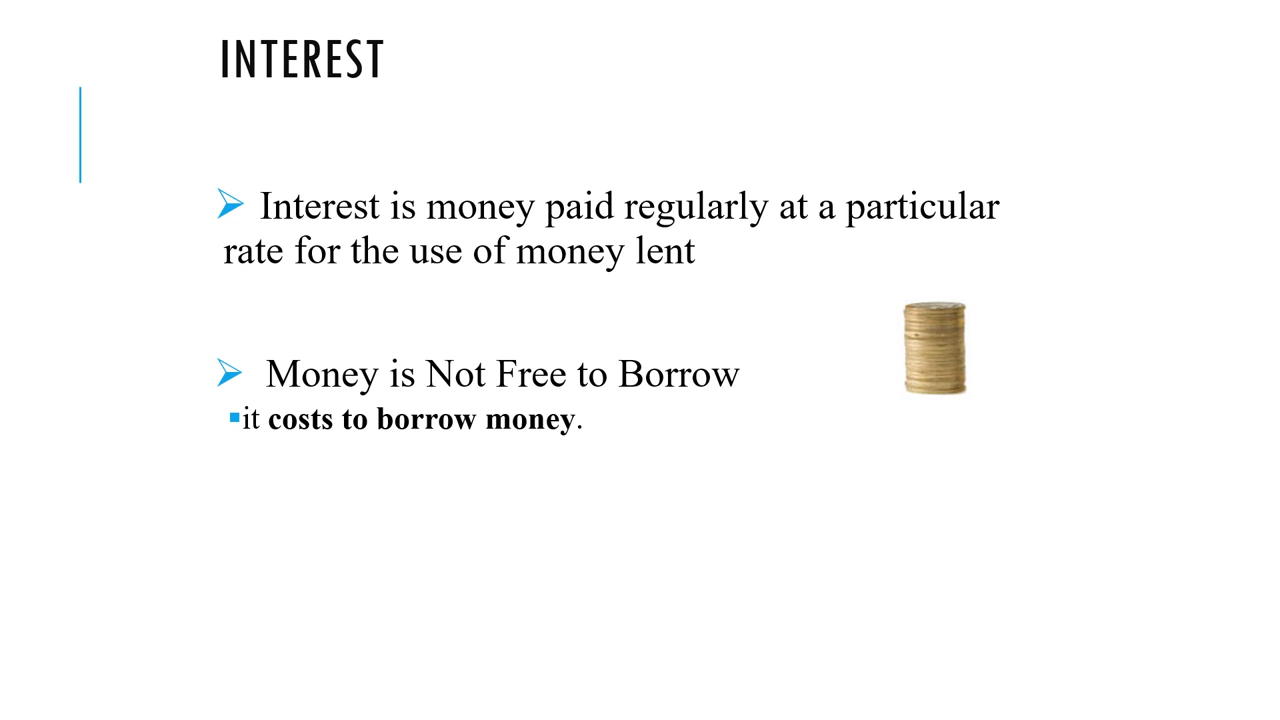 INTEREST
Interest is money paid regularly at a particular
rate for the use of money lent
Money is Not Free to Borrow
it costs to borrow money.